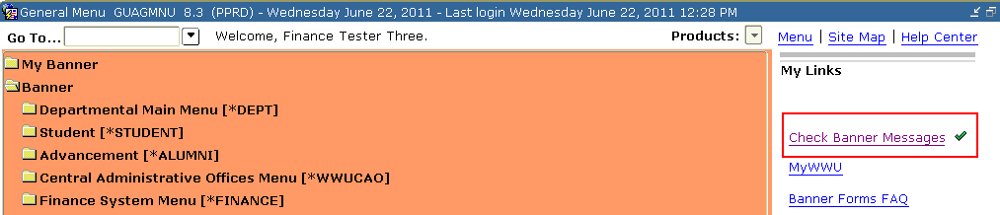 General Menu GUAGMNU 8.3 (PPRD) - Wednesday June 22, 2011 - Last login Wednesday June 22, 2011 12:28 PM
Go To... Welcome, Finance Tester Three. Products: Menu | Site Map | Help Center
My Banner
My Links
Banner
Departmental Main Menu [*DEPT]
Student [*STUDENT]
Check Banner Messages
Advancement [*ALUMNI]
MyWWU
Central Administrative Offices Menu [*WWUCAO]
Finance System Menu [*FINANCE]
Banner Forms FAQ